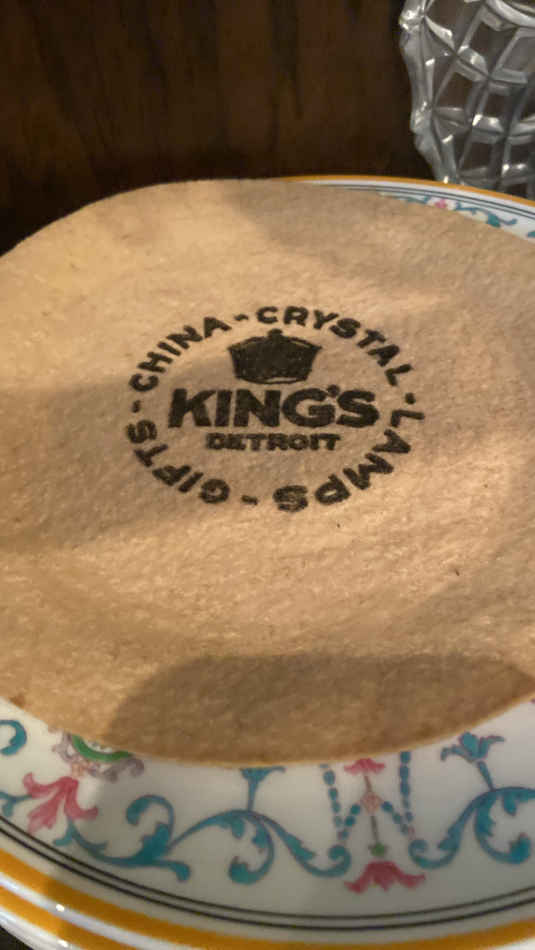 CHINA - CRYSTAL - LAMPS - GIFTS -
KING'S
DETROIT